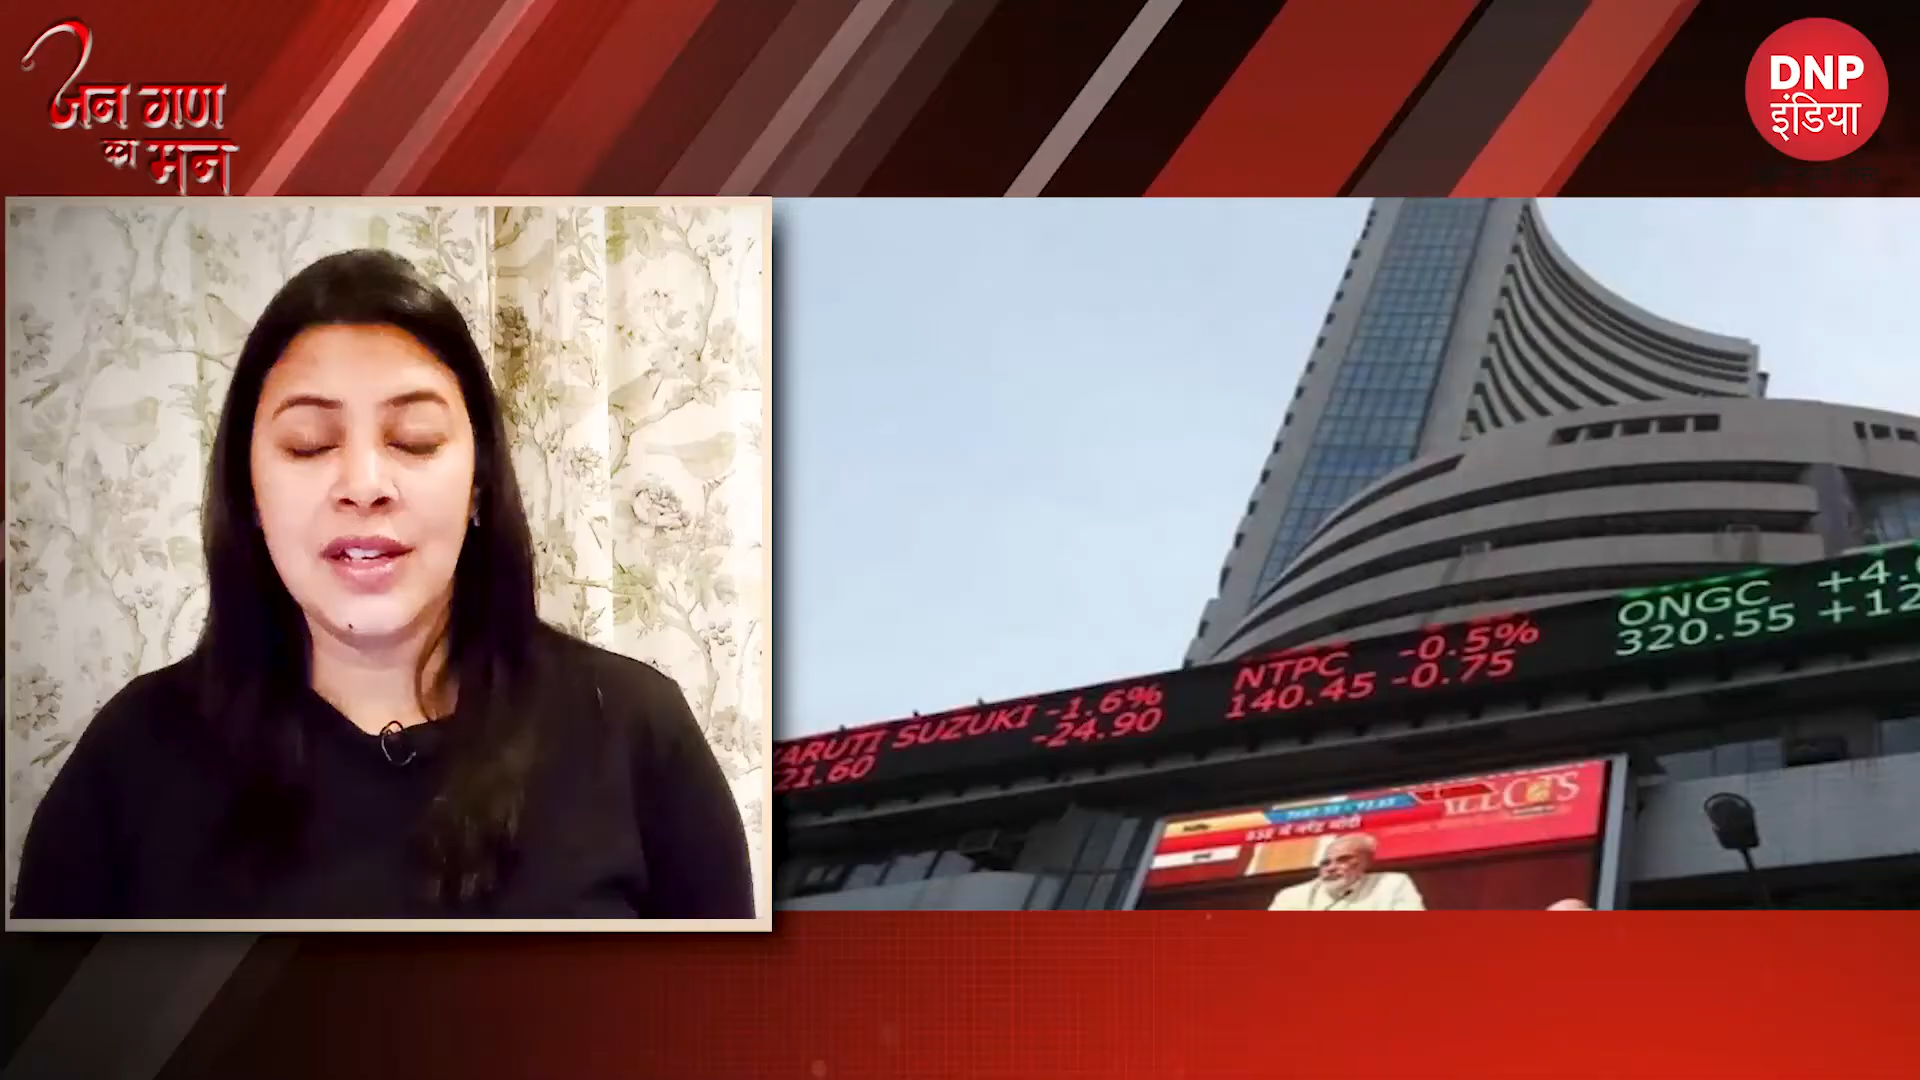 जन गण
का मन
DNP
इंडिया
ARUTI SUZUKI -1.6%
21.60 -24.90
NTPC -0.5%
140.45 -0.75
ONGC +4.
320.55 +12